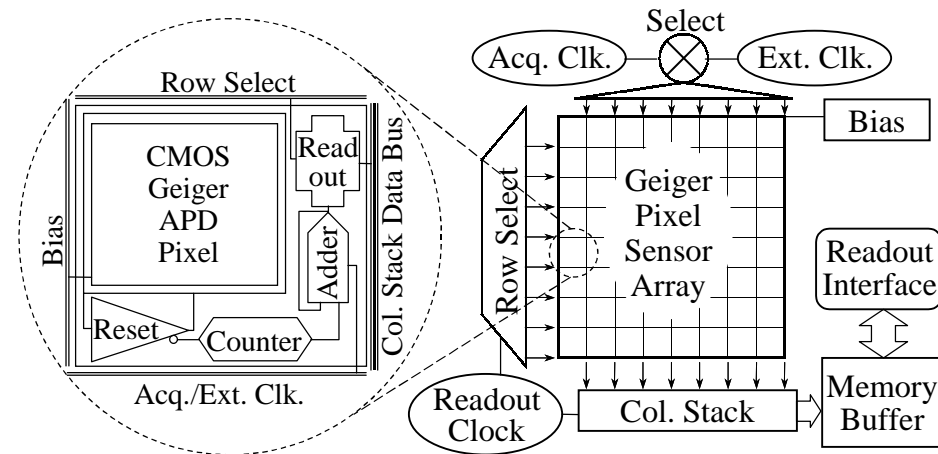 Select
Acq. Clk.
Ext. Clk.
Row Select
Bias
CMOS
Geiger
APD
Pixel
Read
out
Adder
Col. Stack Data Bus
Bias
Reset
Counter
Acq./Ext. Clk.
Row Select
Geiger
Pixel
Sensor
Array
Readout
Interface
Readout
Clock
Col. Stack
Memory
Buffer